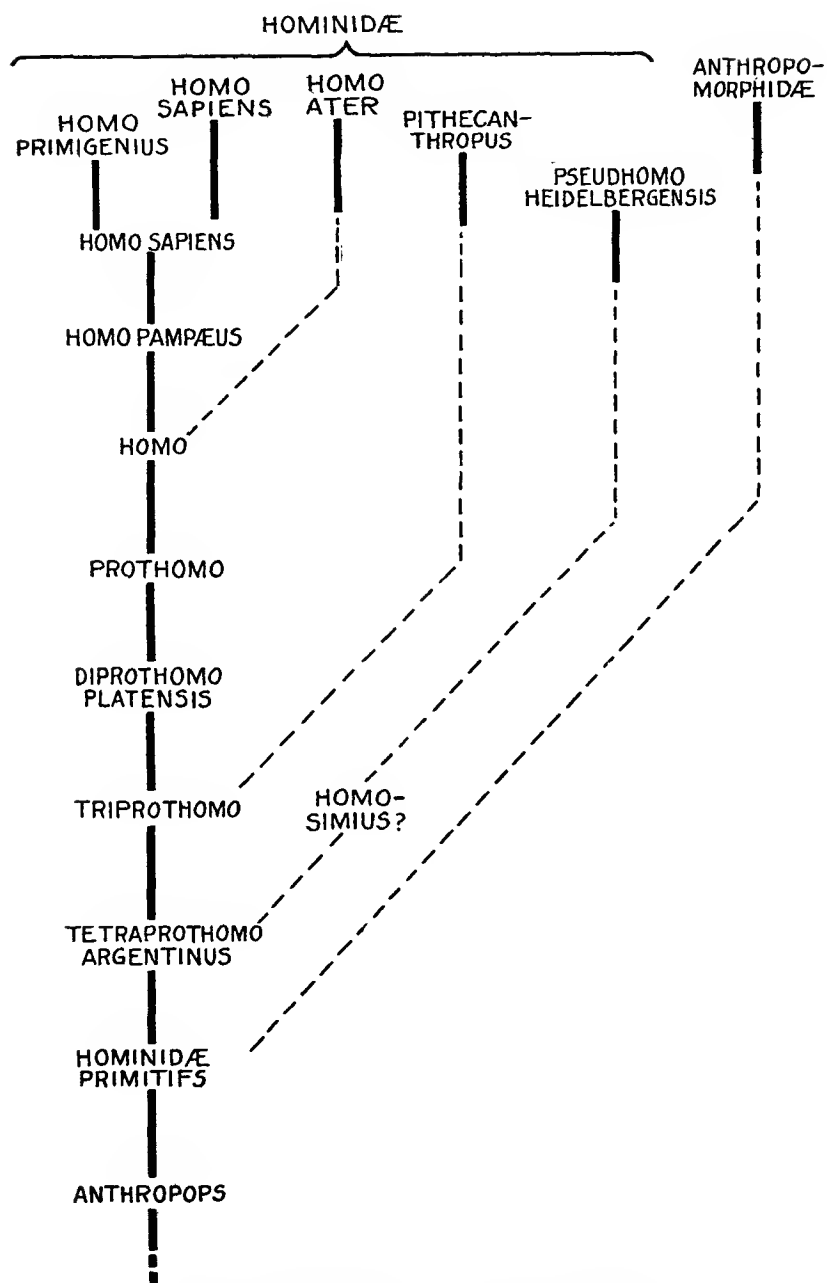 HOMINIDÆ
HOMO
PRIMIGENIUS
HOMO
SAPIENS
HOMO
ATER
PITHECAN-
THROPUS
PSEUDHOMO
HEIDELBERGENSIS
ANTHROPO-
MORPHIDÆ
HOMO SAPIENS
HOMO PAMPÆUS
HOMO
PROTHOMO
DIPROTHOMO
PLATENSIS
TRIPROTHOMO
HOMO-
SIMIUS?
TETRAPROTHOMO
ARGENTINUS
HOMINIDÆ
PRIMITIFS
ANTHROPOPS